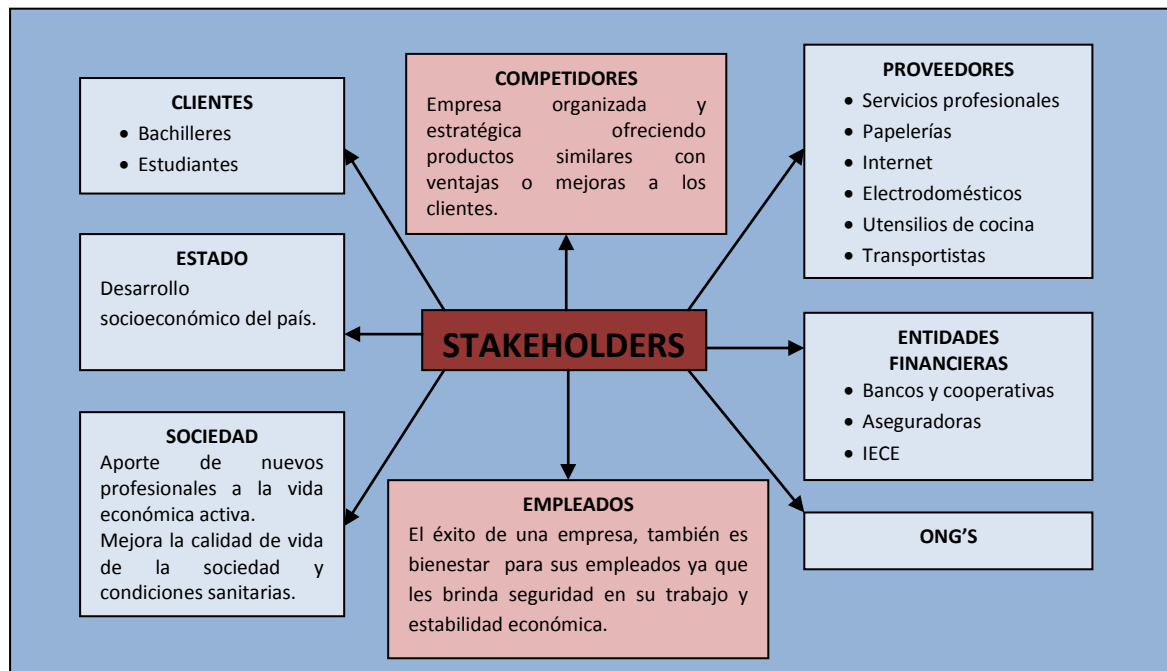 CLIENTES
• Bachilleres
• Estudiantes
COMPETIDORES
Empresa organizada y
estratégica ofreciendo
productos similares con
ventajas o mejoras a los
clientes.
PROVEEDORES
• Servicios profesionales
• Papelerías
• Internet
• Electrodomésticos
• Utensilios de cocina
• Transportistas
ESTADO
Desarrollo
socioeconómico del país.
STAKEHOLDERS
ENTIDADES
FINANCIERAS
• Bancos y cooperativas
• Aseguradoras
• IECE
SOCIEDAD
Aporte de nuevos
profesionales a la vida
económica activa.
Mejora la calidad de vida
de la sociedad y
condiciones sanitarias.
EMPLEADOS
El éxito de una empresa, también es
bienestar para sus empleados ya que
les brinda seguridad en su trabajo y
estabilidad económica.
ONG'S